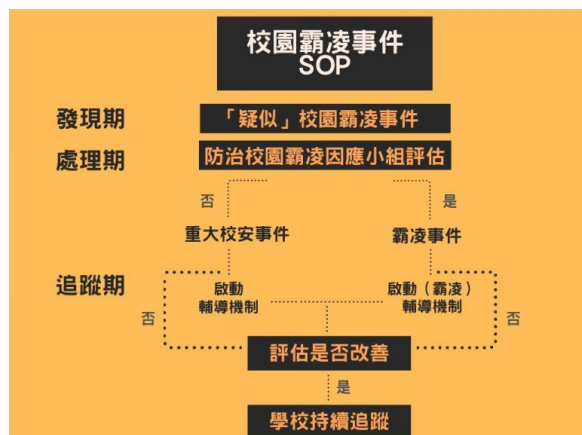 校園霸凌事件
SOP
發現期
「疑似」校園霸凌事件
處理期
防治校園霸凌因應小組評估
否
是
重大校安事件
霸凌事件
追蹤期
啟動
輔導機制
啟動(霸凌)
輔導機制
否
否
評估是否改善
是
學校持續追蹤